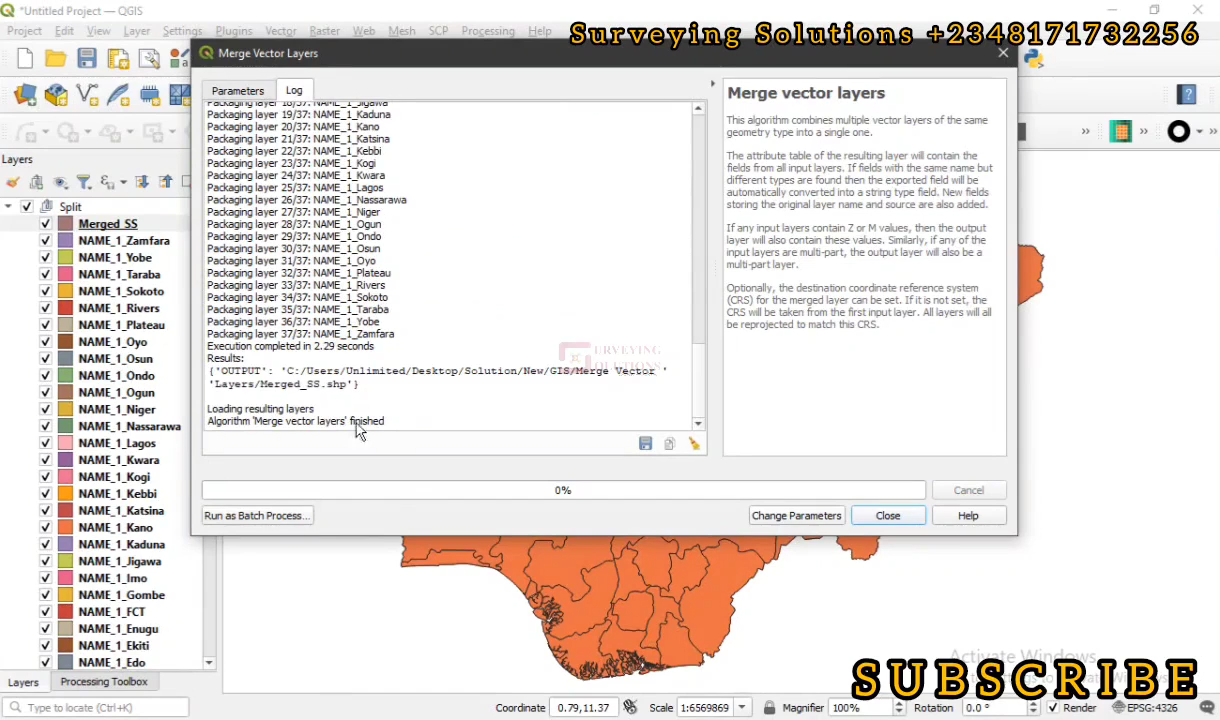 *Untitled Project — QGIS
Project Edit View Layer Settings Plugins Vector Raster Web Mesh SCP Processing Help
Surveying Solutions +2348171732256
Merge Vector Layers
Parameters Log
Packaging layer 18/37: NAME_1_Jigawa
Packaging layer 19/37: NAME_1_Kaduna
Packaging layer 20/37: NAME_1_Kano
Packaging layer 21/37: NAME_1_Katsina
Packaging layer 22/37: NAME_1_Kebbi
Packaging layer 23/37: NAME_1_Kogi
Packaging layer 24/37: NAME_1_Kwara
Packaging layer 25/37: NAME_1_Lagos
Packaging layer 26/37: NAME_1_Nassarawa
Packaging layer 27/37: NAME_1_Niger
Packaging layer 28/37: NAME_1_Ogun
Packaging layer 29/37: NAME_1_Ondo
Packaging layer 30/37: NAME_1_Osun
Packaging layer 31/37: NAME_1_Oyo
Packaging layer 32/37: NAME_1_Plateau
Packaging layer 33/37: NAME_1_Rivers
Packaging layer 34/37: NAME_1_Sokoto
Packaging layer 35/37: NAME_1_Taraba
Packaging layer 36/37: NAME_1_Yobe
Packaging layer 37/37: NAME_1_Zamfara
Execution completed in 2.29 seconds
Results:
{'OUTPUT': 'C:/Users/Unlimited/Desktop/Solution/New/GIS/Merge Vector '
'Layers/Merged_SS.shp'}
Loading resulting layers
Algorithm 'Merge vector layers' finished
SURVEYING
SOLUTIONS
Merge vector layers
This algorithm combines multiple vector layers of the same
geometry type into a single one.
The attribute table of the resulting layer will contain the
fields from all input layers. If fields with the same name but
different types are found then the exported field will be
automatically converted into a string type field. New fields
storing the original layer name and source are also added.
If any input layers contain Z or M values, then the output
layer will also contain these values. Similarly, if any of the
input layers are multi-part, the output layer will also be a
multi-part layer.
Optionally, the destination coordinate reference system
(CRS) for the merged layer can be set. If it is not set, the
CRS will be taken from the first input layer. All layers will all
be reprojected to match this CRS.
0%
Cancel
Run as Batch Process...
Change Parameters
Close
Help
Layers
Split
Merged_SS
NAME_1_Zamfara
NAME_1_Yobe
NAME_1_Taraba
NAME_1_Sokoto
NAME_1_Rivers
NAME_1_Plateau
NAME_1_Oyo
NAME_1_Osun
NAME_1_Ondo
NAME_1_Ogun
NAME_1_Niger
NAME_1_Nassarawa
NAME_1_Lagos
NAME_1_Kwara
NAME_1_Kogi
NAME_1_Kebbi
NAME_1_Katsina
NAME_1_Kano
NAME_1_Kaduna
NAME_1_Jigawa
NAME_1_Imo
NAME_1_Gombe
NAME_1_FCT
NAME_1_Enugu
NAME_1_Ekiti
NAME_1_Edo
Layers Processing Toolbox
Activate Windows
SUBSCRIBE
Type to locate (Ctrl+K)
Coordinate 0.79,11.37 Scale 1:6569869 Magnifier 100% Rotation 0.0 ° Render EPSG:4326